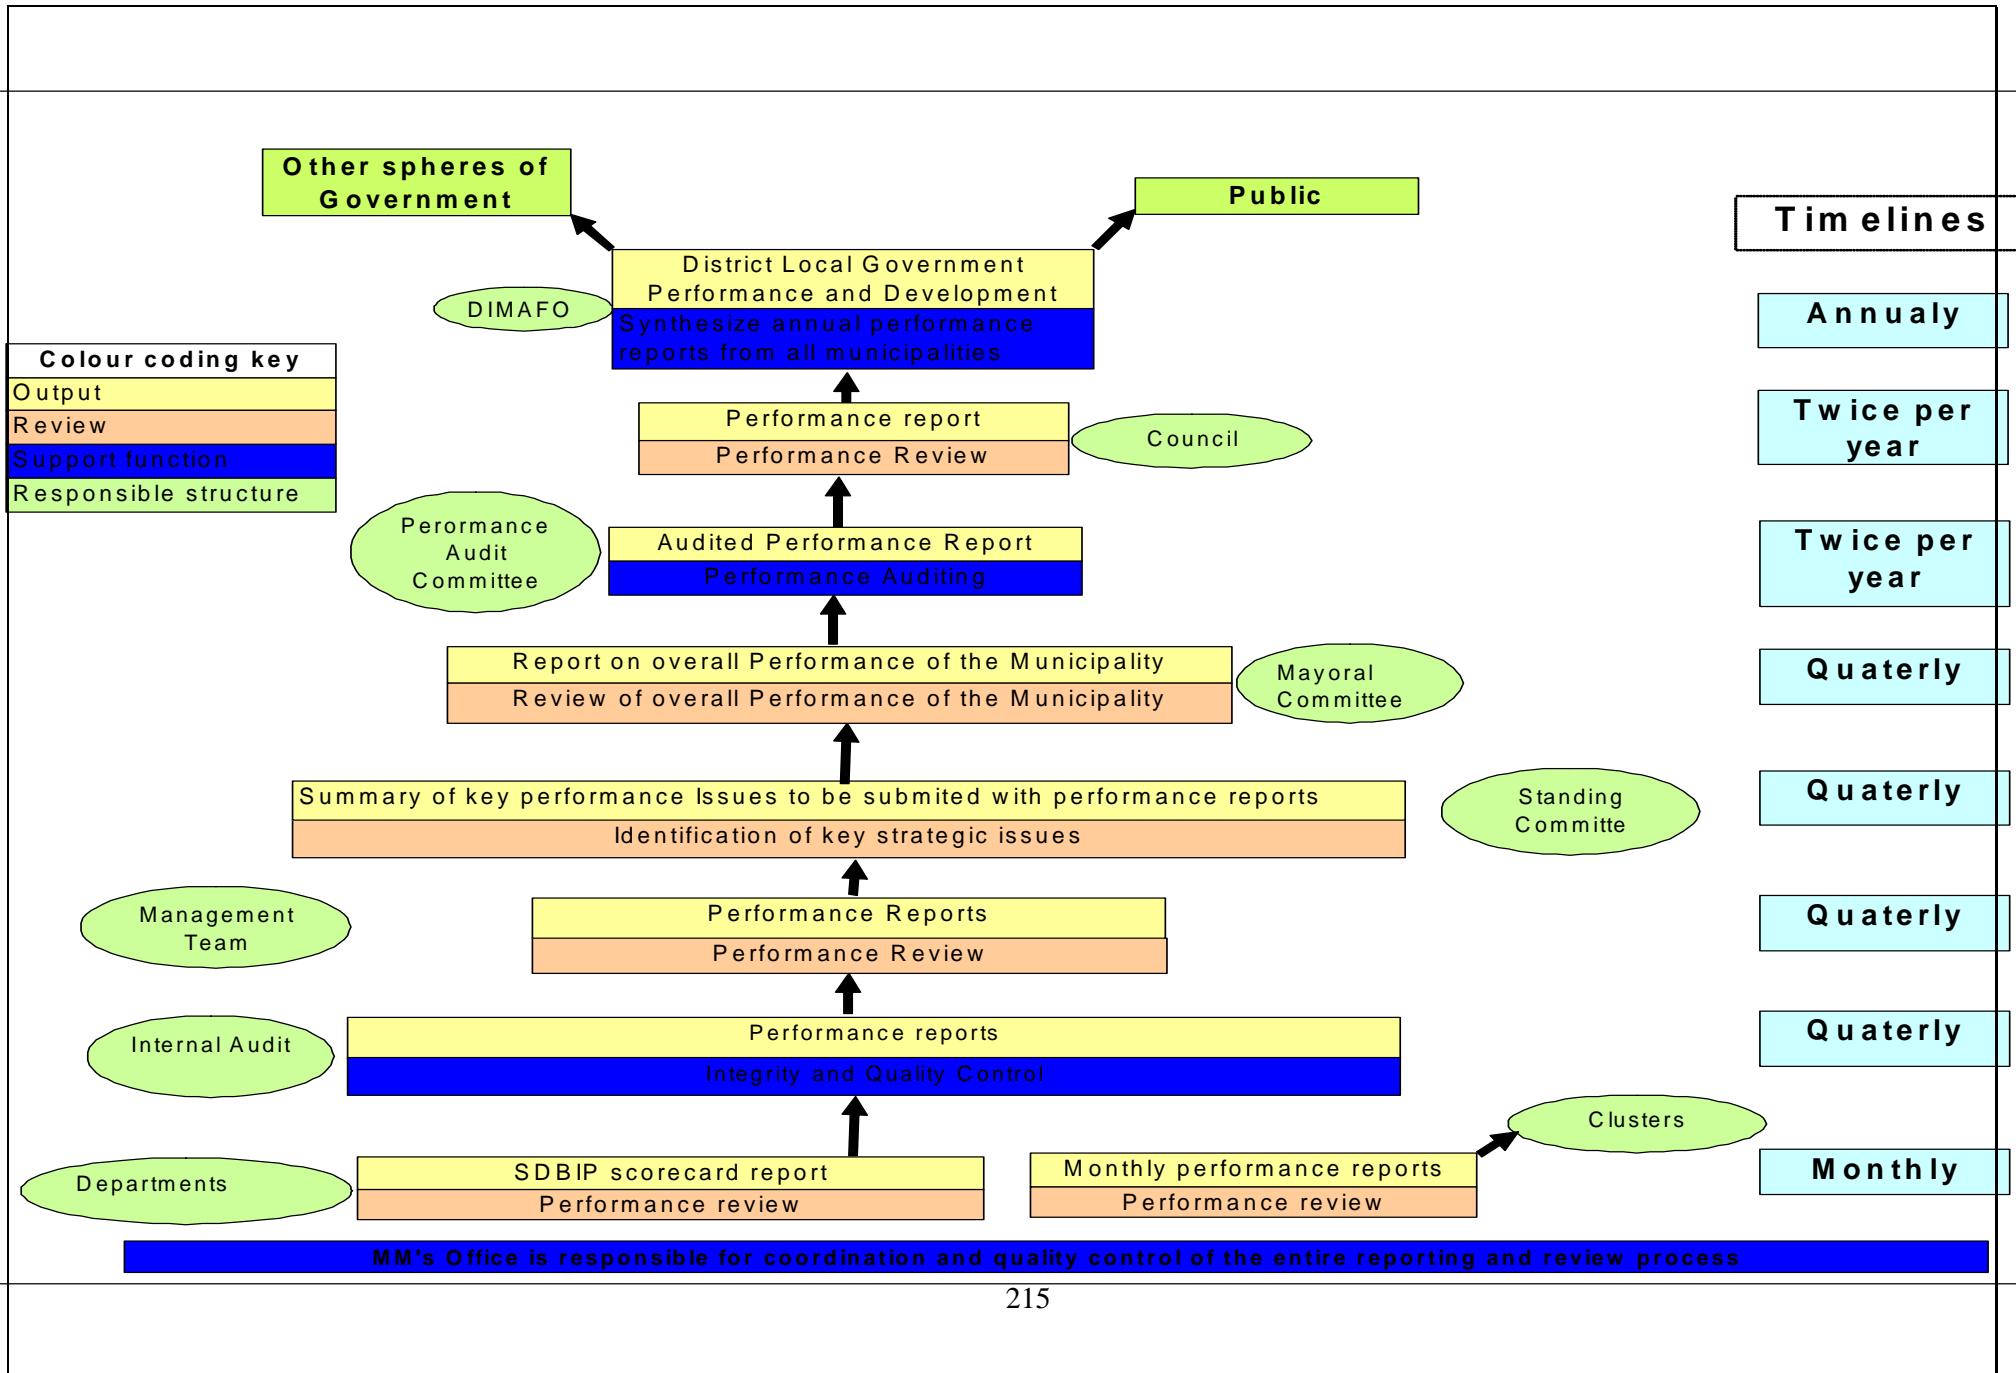 Other spheres of
Government
Public
Timelines
District Local Government
Performance and Development
DIMAFO
Synthesize annual performance
reports from all municipalities
Annualy
Colour coding key
Output
Review
Support function
Responsible structure
Performance report
Performance Review
Council
Twice per
year
Perormance
Audit
Committee
Audited Performance Report
Performance Auditing
Twice per
year
Report on overall Performance of the Municipality
Review of overall Performance of the Municipality
Mayoral
Committee
Quaterly
Summary of key performance Issues to be submited with performance reports
Identification of key strategic issues
Standing
Committe
Quaterly
Management
Team
Performance Reports
Performance Review
Quaterly
Internal Audit
Performance reports
Integrity and Quality Control
Quaterly
Clusters
Departments
SDBIP scorecard report
Performance review
Monthly performance reports
Performance review
Monthly
MM's Office is responsible for coordination and quality control of the entire reporting and review process
215